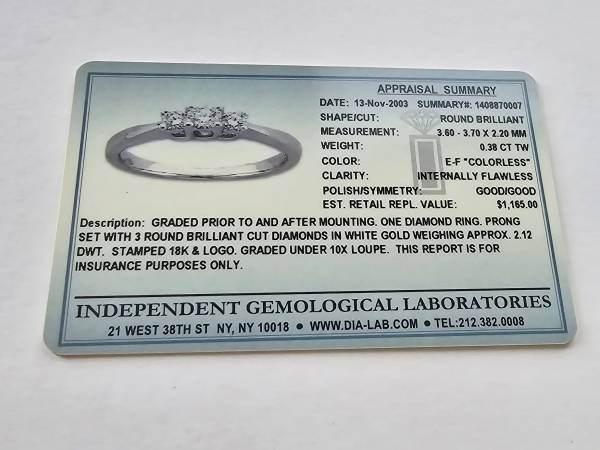 APPRAISAL SUMMARY
DATE: 13-Nov-2003 SUMMARY#: 1408870007
SHAPE/CUT: ROUND BRILLIANT
MEASUREMENT: 3.60 - 3.70 X 2.20 MM
WEIGHT: 0.38 CT TW
COLOR: E-F "COLORLESS"
CLARITY: INTERNALLY FLAWLESS
POLISH/SYMMETRY: GOOD/GOOD
EST. RETAIL REPL. VALUE: $1,165.00
Description: GRADED PRIOR TO AND AFTER MOUNTING. ONE DIAMOND RING. PRONG
SET WITH 3 ROUND BRILLIANT CUT DIAMONDS IN WHITE GOLD WEIGHING APPROX. 2.12
DWT. STAMPED 18K & LOGO. GRADED UNDER 10X LOUPE. THIS REPORT IS FOR
INSURANCE PURPOSES ONLY.
INDEPENDENT GEMOLOGICAL LABORATORIES
21 WEST 38TH ST NY, NY 10018 • WWW.DIA-LAB.COM • TEL:212.382.0008